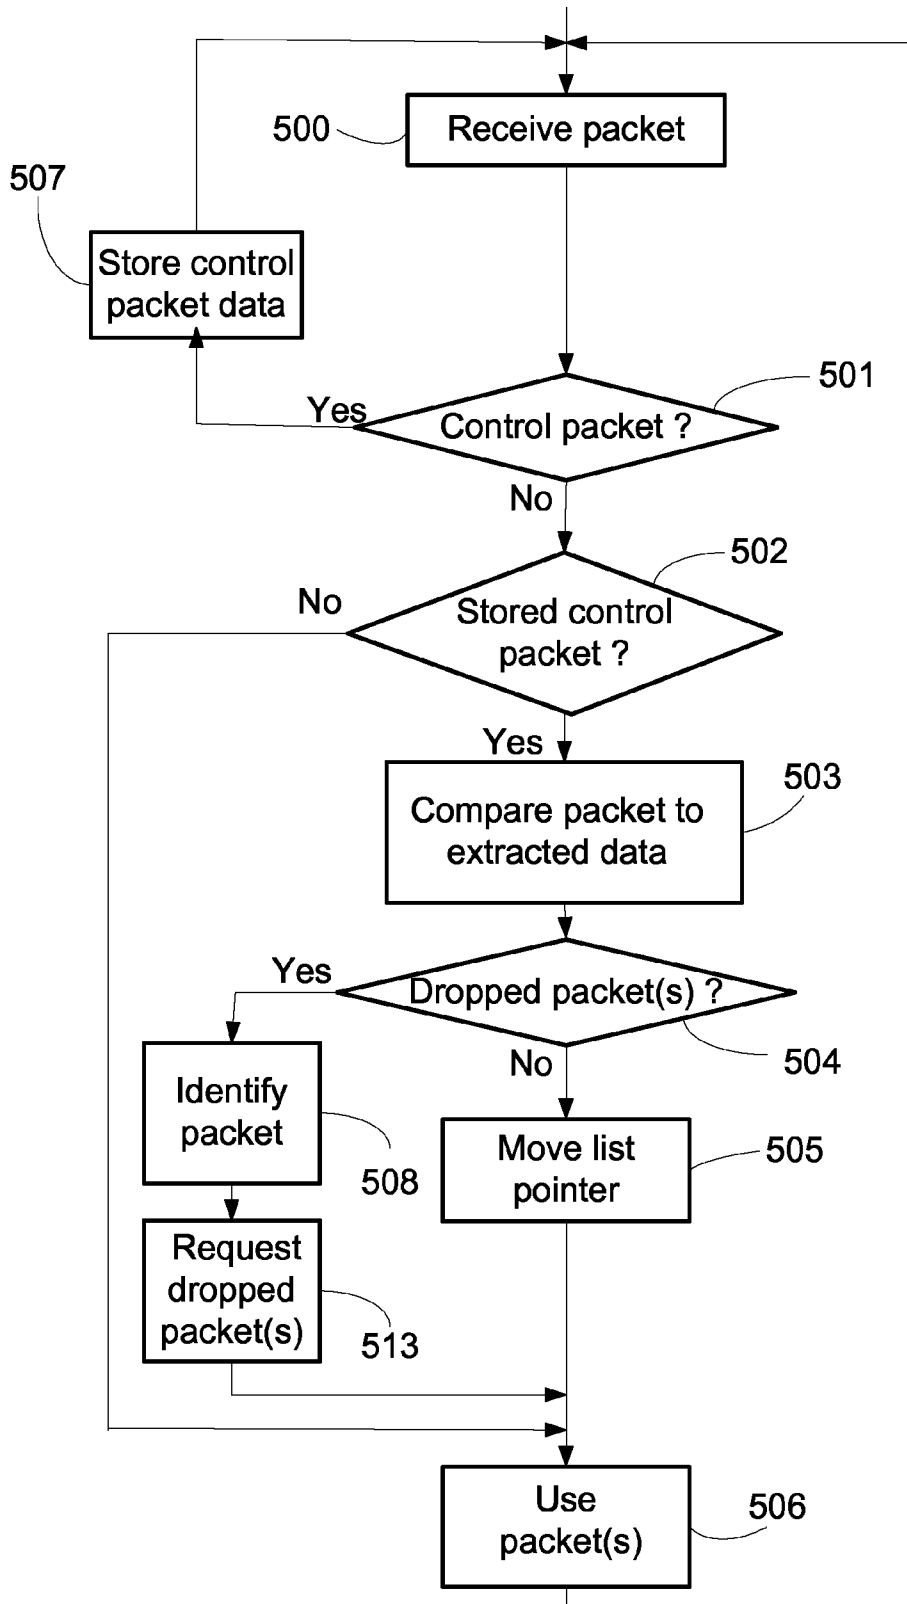 500
Receive packet
507
Store control
packet data
501
Yes
Control packet ?
No
502
No
Stored control
packet ?
Yes
503
Compare packet to
extracted data
Yes
Dropped packet(s) ?
504
No
Identify
packet
508
Move list
pointer
505
Request
dropped
packet(s)
513
Use
packet(s)
506